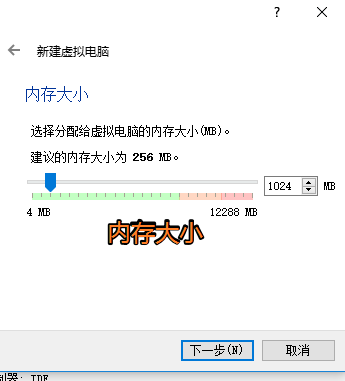 ?
新建虚拟电脑
内存大小
选择分配给虚拟电脑的内存大小(MB)。
建议的内存大小为 256 MB。
1024 MB
4 MB 12288 MB
内存大小
下一步(N) 取消
IDE